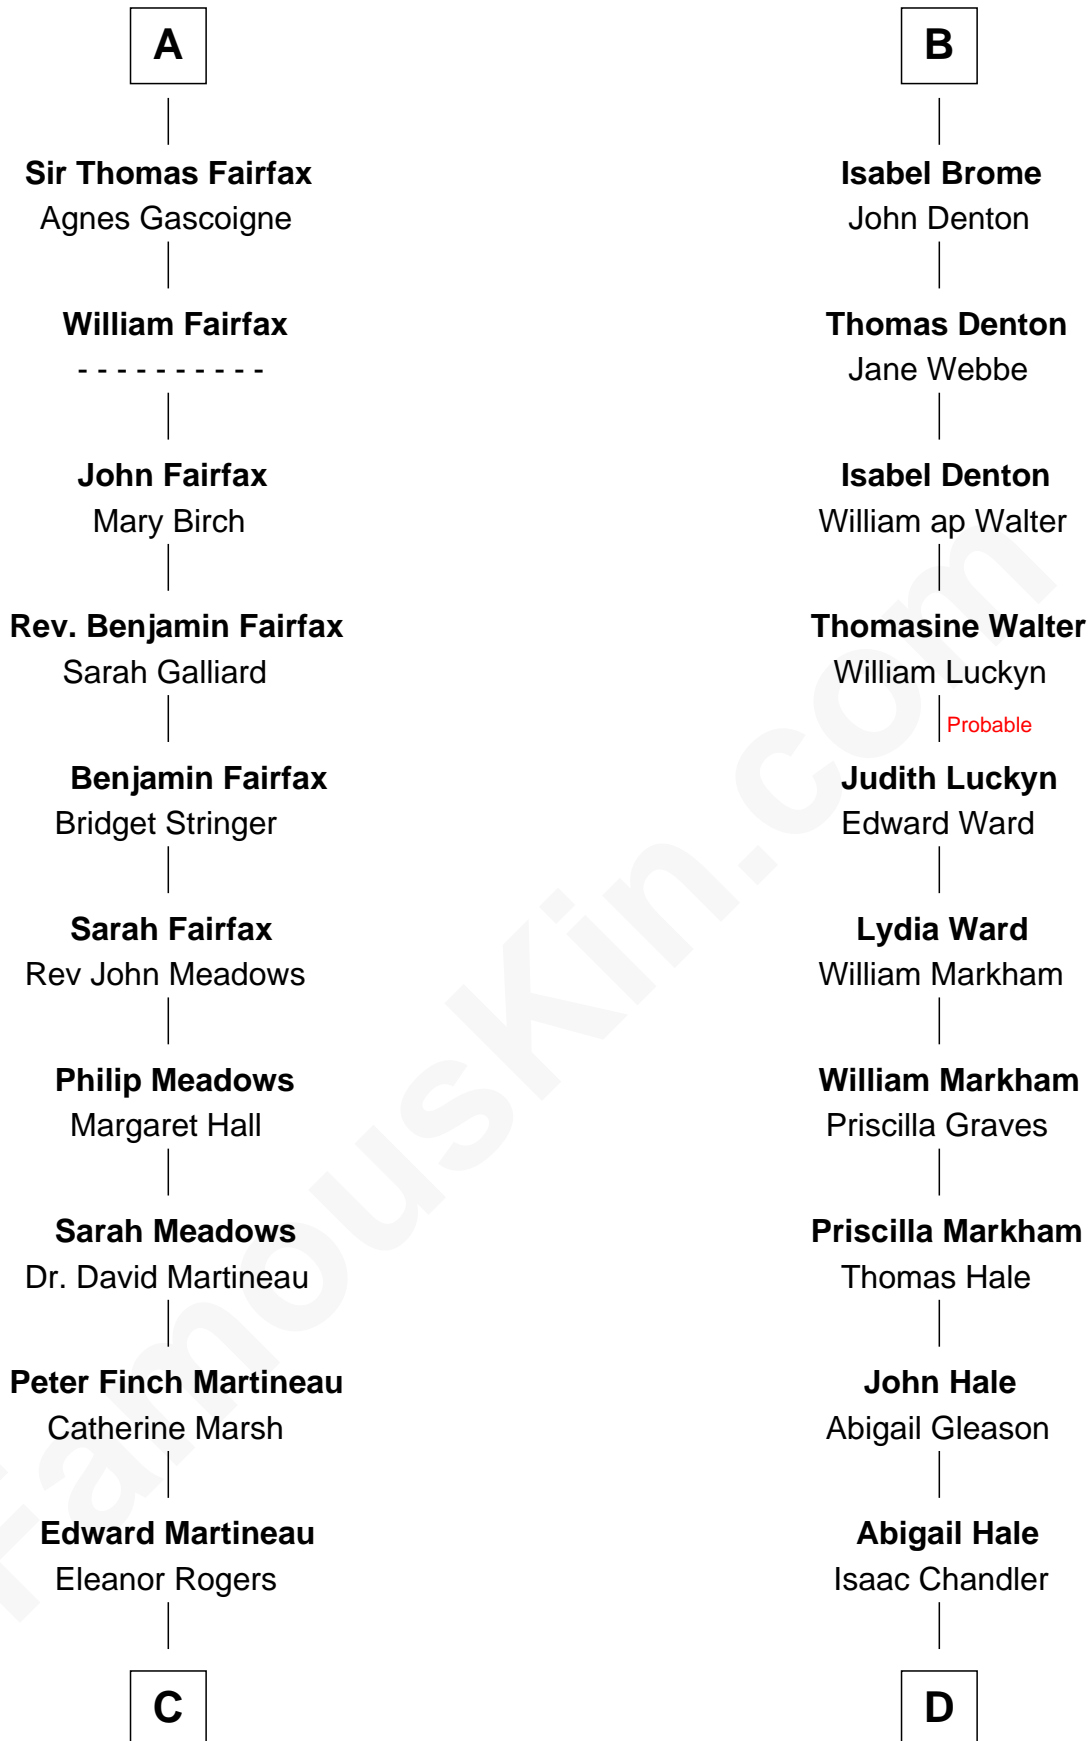 A
Sir Thomas Fairfax
Agnes Gascoigne
William Fairfax
- - - - - - - - - -
John Fairfax
Mary Birch
Rev. Benjamin Fairfax
Sarah Galliard
Benjamin Fairfax
Bridget Stringer
Sarah Fairfax
Rev John Meadows
Philip Meadows
Margaret Hall
Sarah Meadows
Dr. David Martineau
Peter Finch Martineau
Catherine Marsh
Edward Martineau
Eleanor Rogers
C
B
Isabel Brome
John Denton
Thomas Denton
Jane Webbe
Isabel Denton
William ap Walter
Thomasine Walter
William Luckyn
Probable
Judith Luckyn
Edward Ward
Lydia Ward
William Markham
William Markham
Priscilla Graves
Priscilla Markham
Thomas Hale
John Hale
Abigail Gleason
Abigail Hale
Isaac Chandler
D
FamousKin.com